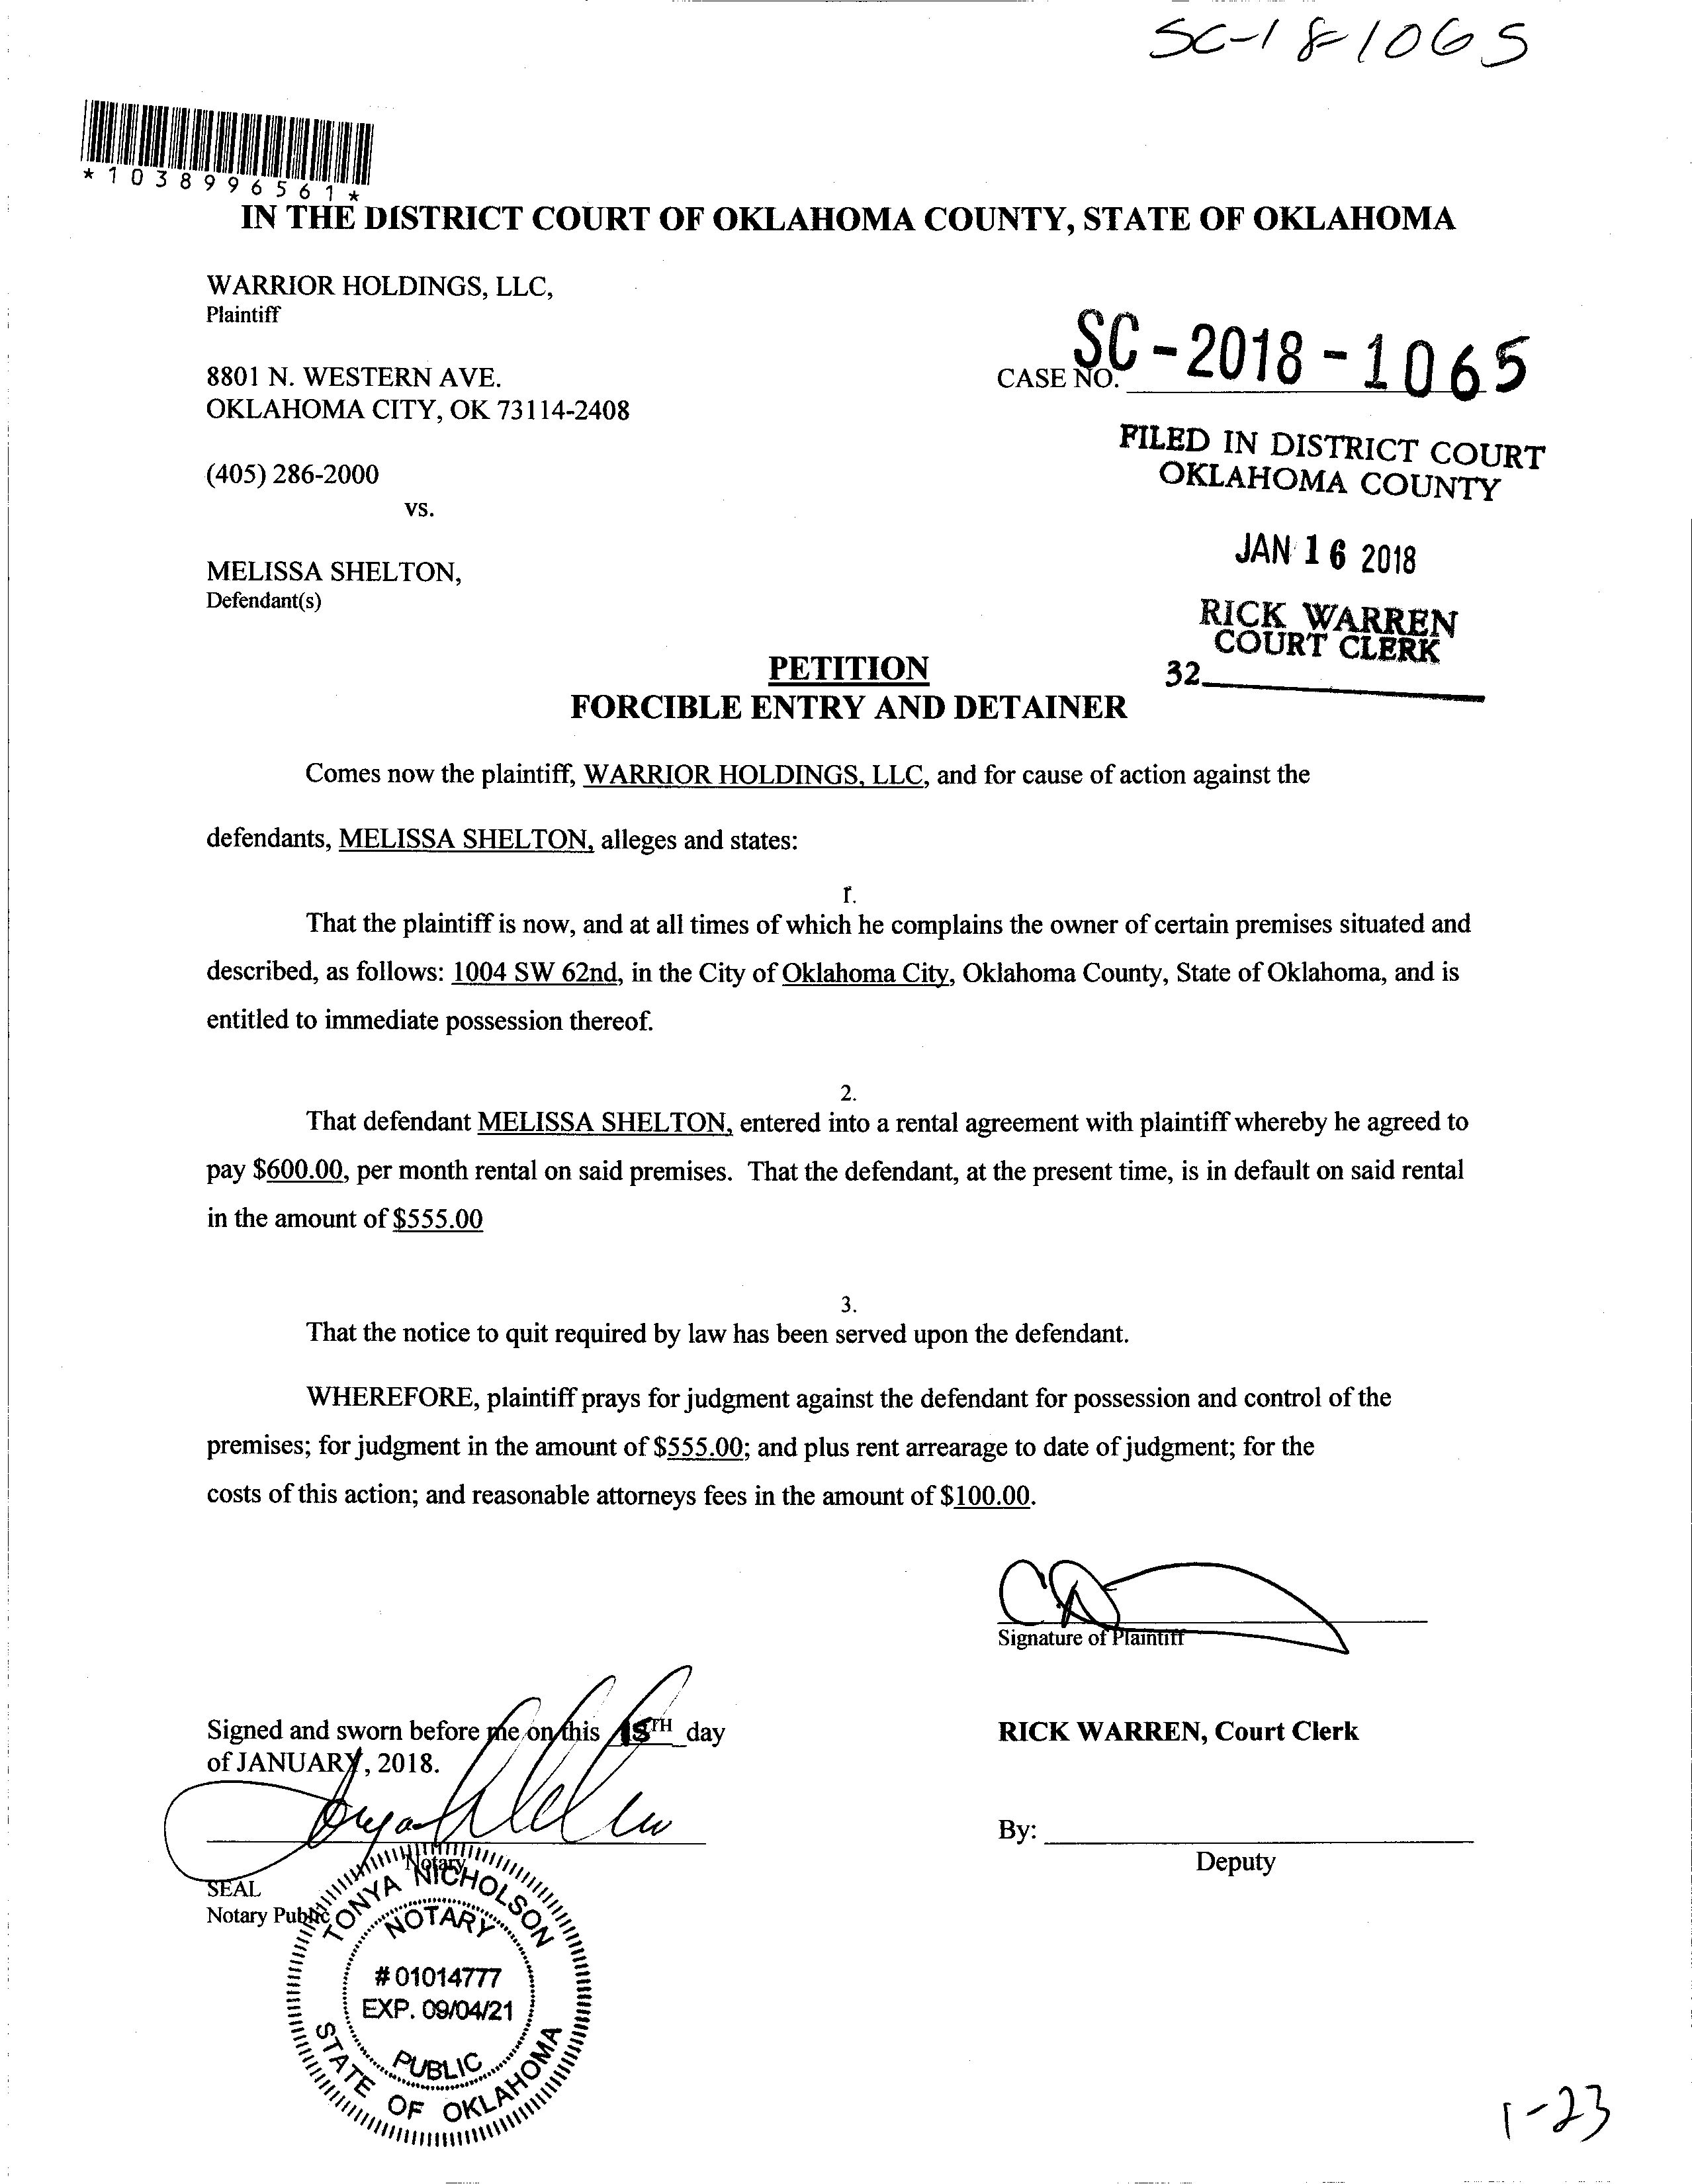 SC-18-1065
*1038996561*
IN THE DISTRICT COURT OF OKLAHOMA COUNTY, STATE OF OKLAHOMA
WARRIOR HOLDINGS, LLC,
Plaintiff
8801 N. WESTERN AVE.
OKLAHOMA CITY, OK 73114-2408
(405) 286-2000
vs.
MELISSA SHELTON,
Defendant(s)
CASE NO. SC-2018-1065
FILED IN DISTRICT COURT
OKLAHOMA COUNTY
JAN 16 2018
RICK WARREN
COURT CLERK
32
PETITION
FORCIBLE ENTRY AND DETAINER
Comes now the plaintiff, WARRIOR HOLDINGS, LLC, and for cause of action against the
defendants, MELISSA SHELTON, alleges and states:
1.
That the plaintiff is now, and at all times of which he complains the owner of certain premises situated and
described, as follows: 1004 SW 62nd, in the City of Oklahoma City, Oklahoma County, State of Oklahoma, and is
entitled to immediate possession thereof.
2.
That defendant MELISSA SHELTON, entered into a rental agreement with plaintiff whereby he agreed to
pay $600.00, per month rental on said premises. That the defendant, at the present time, is in default on said rental
in the amount of $555.00
3.
That the notice to quit required by law has been served upon the defendant.
WHEREFORE, plaintiff prays for judgment against the defendant for possession and control of the
premises; for judgment in the amount of $555.00; and plus rent arrearage to date of judgment; for the
costs of this action; and reasonable attorneys fees in the amount of $100.00.
Signature of Plaintiff
Signed and sworn before me on this TH day
of JANUARY, 2018.
RICK WARREN, Court Clerk
By:
Deputy
Notary
SEAL
Notary Public
TONYA NICHOLSON
NOTARY
#01014777
EXP. 09/04/21
PUBLIC
STATE OF OKLAHOMA
1-23